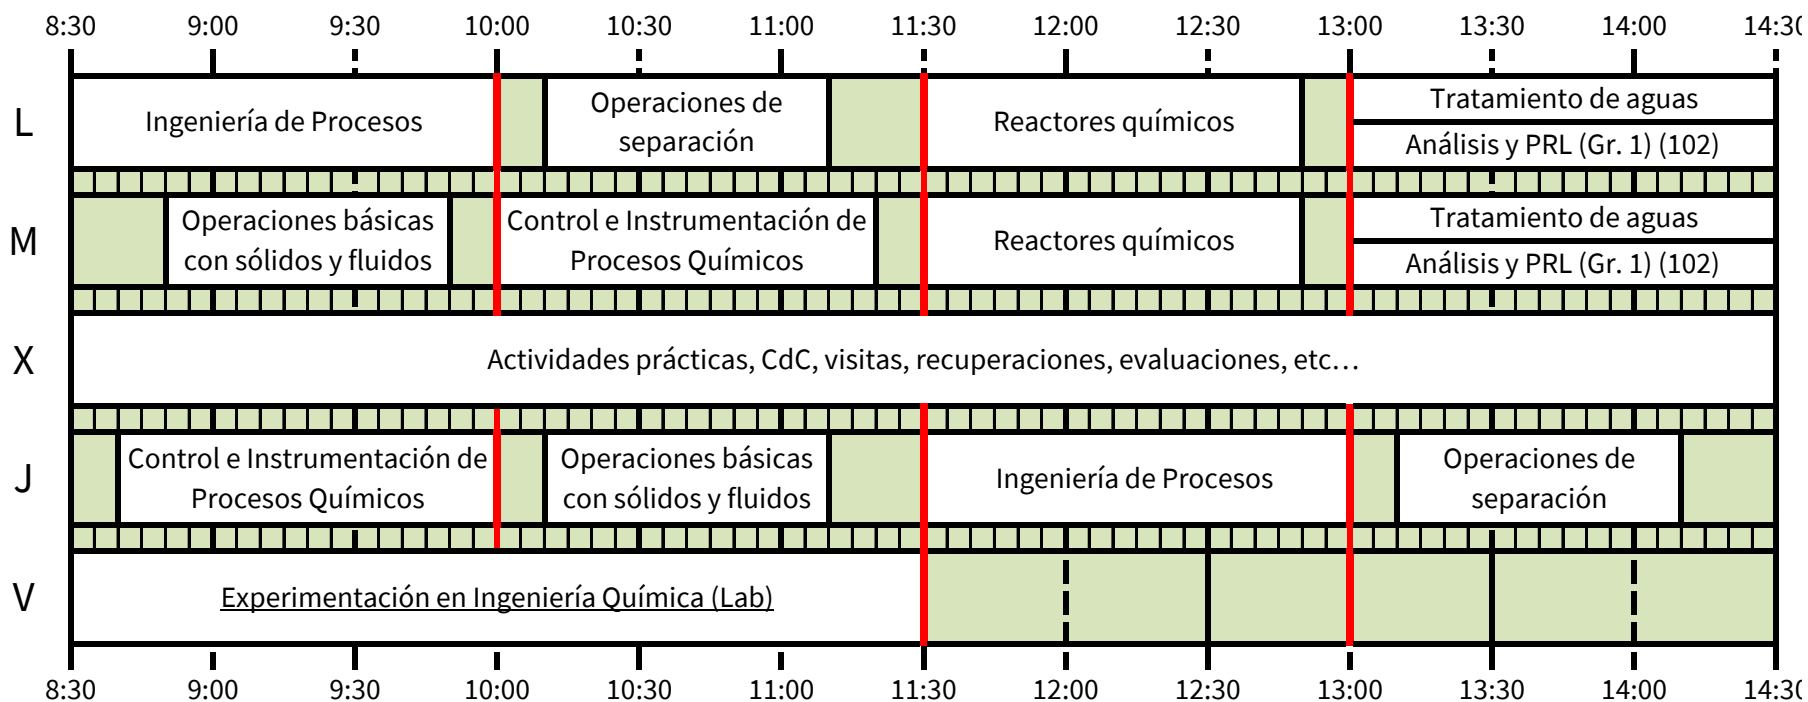 8:30 9:00 9:30 10:00 10:30 11:00 11:30 12:00 12:30 13:00 13:30 14:00 14:30
L
Ingeniería de Procesos
Operaciones de
separación
Reactores químicos
Tratamiento de aguas
Análisis y PRL (Gr. 1) (102)
M
Operaciones básicas
con sólidos y fluidos
Control e Instrumentación de
Procesos Químicos
Reactores químicos
Tratamiento de aguas
Análisis y PRL (Gr. 1) (102)
X
Actividades prácticas, CdC, visitas, recuperaciones, evaluaciones, etc…
J
Control e Instrumentación de
Procesos Químicos
Operaciones básicas
con sólidos y fluidos
Ingeniería de Procesos
Operaciones de
separación
V
Experimentación en Ingeniería Química (Lab)
8:30 9:00 9:30 10:00 10:30 11:00 11:30 12:00 12:30 13:00 13:30 14:00 14:30